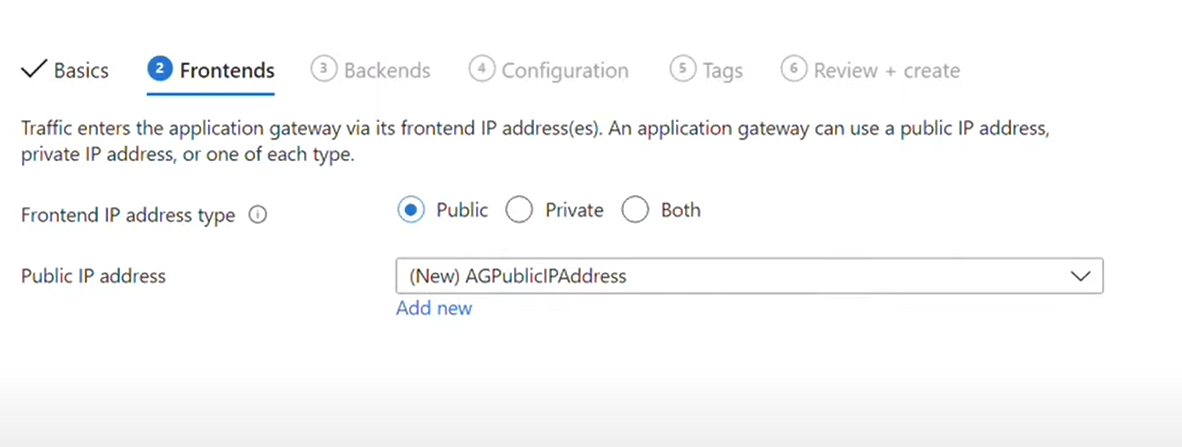 Basics 2 Frontends 3 Backends 4 Configuration 5 Tags 6 Review + create
Traffic enters the application gateway via its frontend IP address(es). An application gateway can use a public IP address,
private IP address, or one of each type.
Frontend IP address type Public Private Both
Public IP address (New) AGPublicIPAddress
Add new